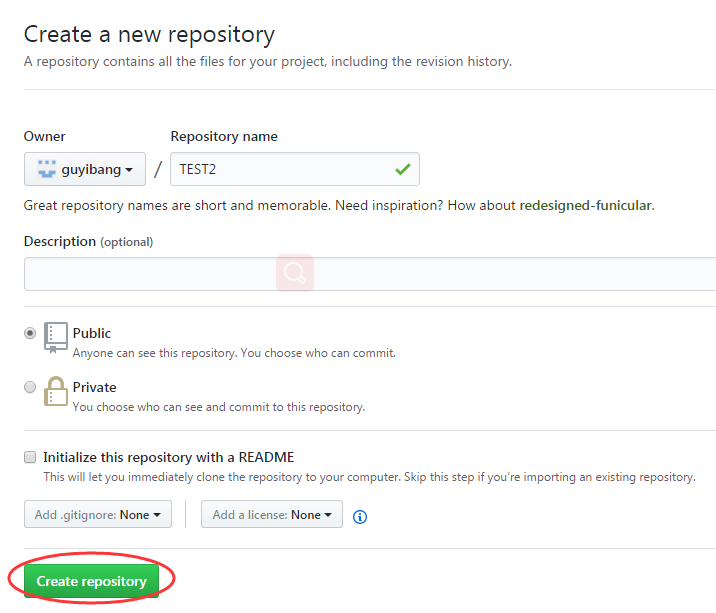 Create a new repository
A repository contains all the files for your project, including the revision history.
Owner
Repository name
guyibang / TEST2
Great repository names are short and memorable. Need inspiration? How about redesigned-funicular.
Description (optional)
Public
Anyone can see this repository. You choose who can commit.
Private
You choose who can see and commit to this repository.
Initialize this repository with a README
This will let you immediately clone the repository to your computer. Skip this step if you’re importing an existing repository.
Add .gitignore: None
Add a license: None
Create repository